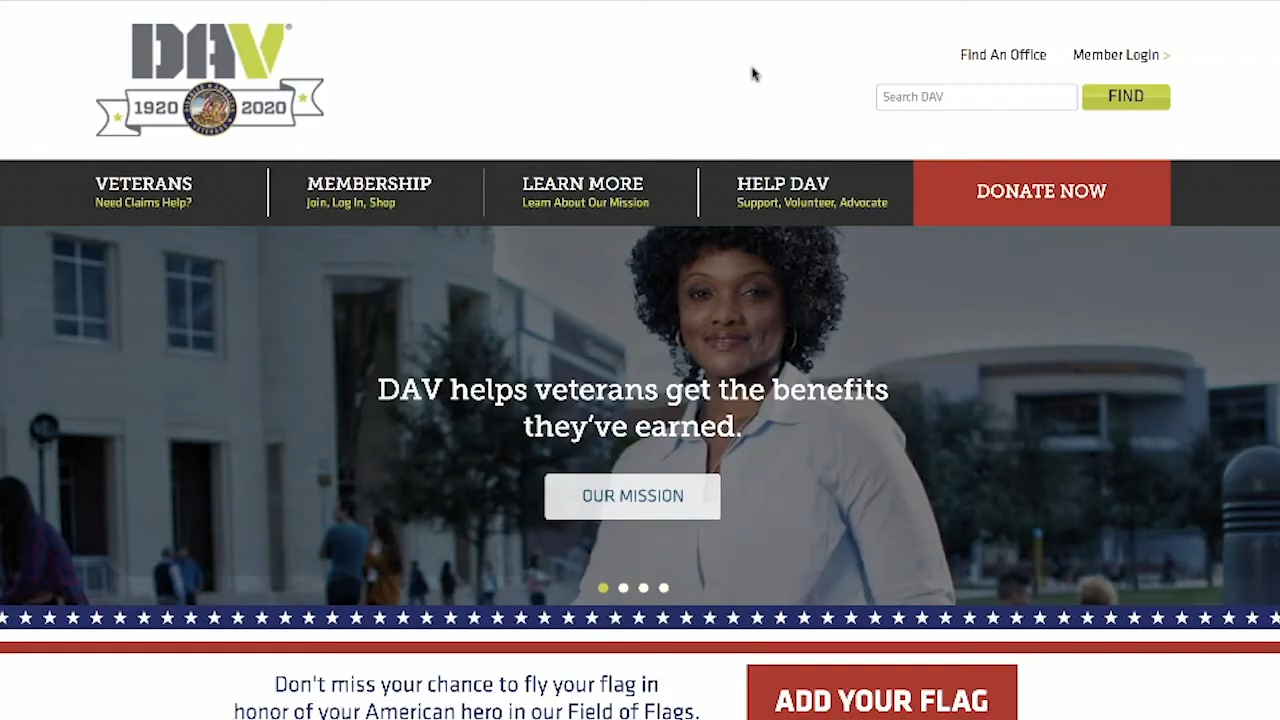 DAV®
1920 2020
Find An Office
Member Login >
Search DAV
FIND
VETERANS
Need Claims Help?
MEMBERSHIP
Join, Log In, Shop
LEARN MORE
Learn About Our Mission
HELP DAV
Support, Volunteer, Advocate
DONATE NOW
DAV helps veterans get the benefits
they've earned.
OUR MISSION
Don't miss your chance to fly your flag in
honor of your American hero in our Field of Flags.
ADD YOUR FLAG